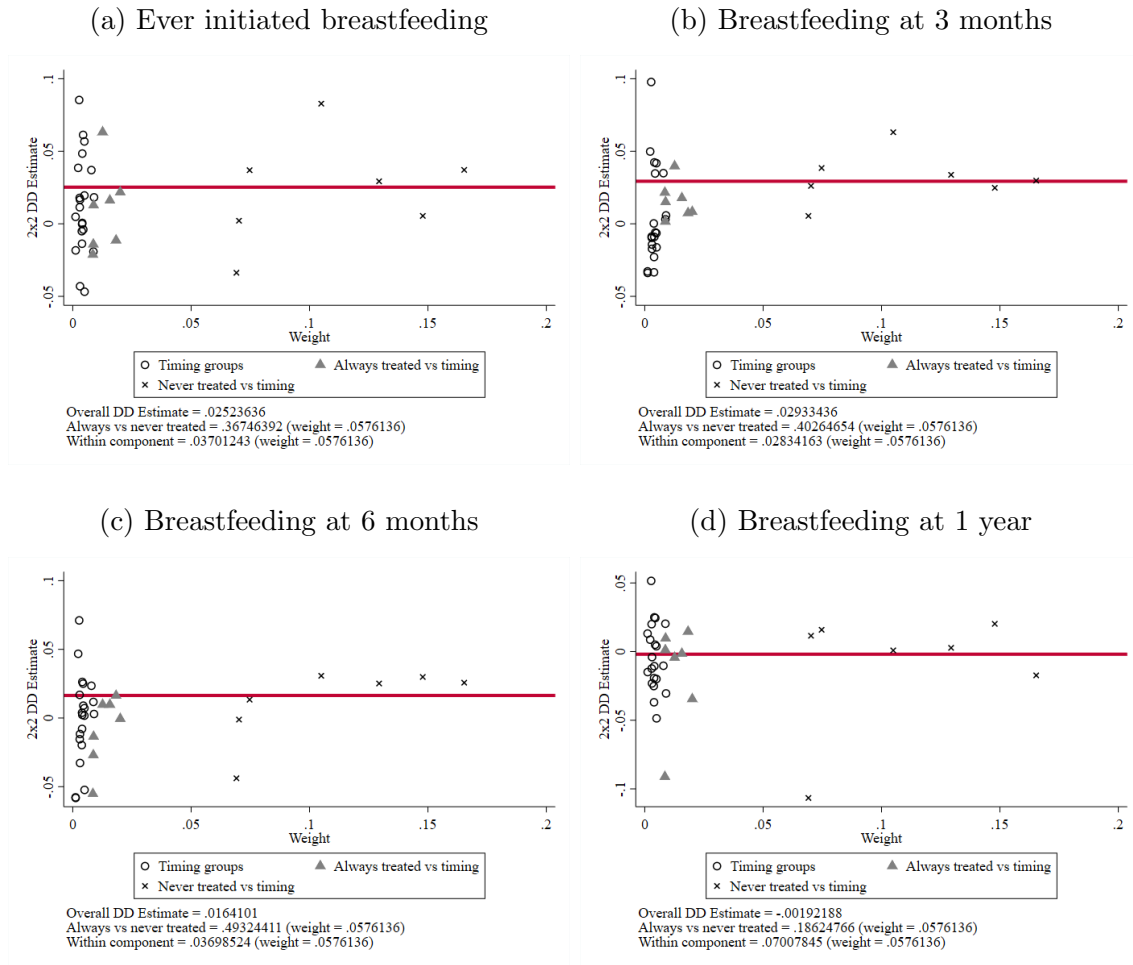 (a) Ever initiated breastfeeding
2x2 DD Estimate
.1
.05
0
-.05
0 .05 .1 .15 .2
Weight
Timing groups Always treated vs timing
Never treated vs timing
Overall DD Estimate = .02523636
Always vs never treated = .36746392 (weight = .0576136)
Within component = .03701243 (weight = .0576136)
(b) Breastfeeding at 3 months
2x2 DD Estimate
.1
.05
0
-.05
0 .05 .1 .15 .2
Weight
Timing groups Always treated vs timing
Never treated vs timing
Overall DD Estimate = .02933436
Always vs never treated = .40264654 (weight = .0576136)
Within component = .02834163 (weight = .0576136)
(c) Breastfeeding at 6 months
2x2 DD Estimate
.1
.05
0
-.05
0 .05 .1 .15 .2
Weight
Timing groups Always treated vs timing
Never treated vs timing
Overall DD Estimate = .0164101
Always vs never treated = .49324411 (weight = .0576136)
Within component = .03698524 (weight = .0576136)
(d) Breastfeeding at 1 year
2x2 DD Estimate
.05
0
-.05
-.1
0 .05 .1 .15 .2
Weight
Timing groups Always treated vs timing
Never treated vs timing
Overall DD Estimate = -.00192188
Always vs never treated = .18624766 (weight = .0576136)
Within component = .07007845 (weight = .0576136)